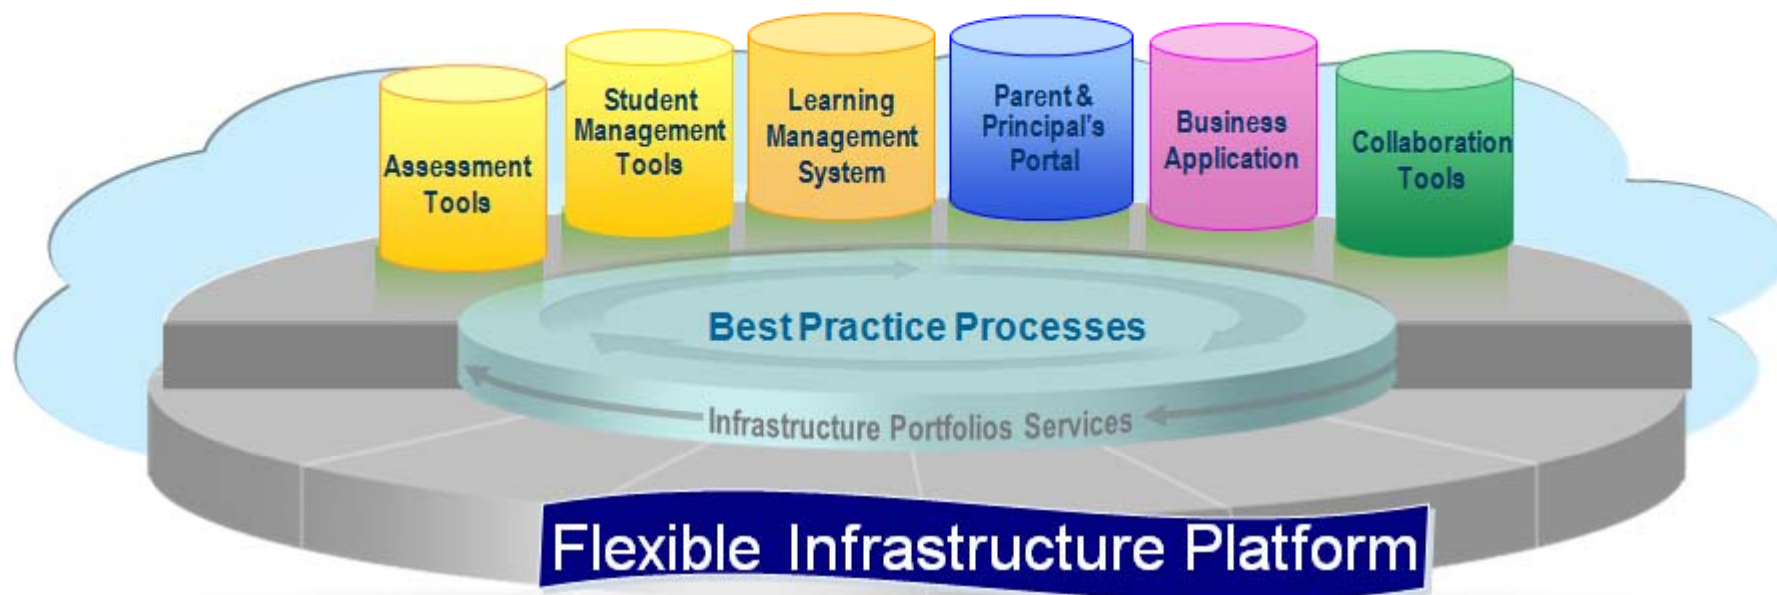 Assessment
Tools
Student
Management
Tools
Learning
Management
System
Parent &
Principal's
Portal
Business
Application
Collaboration
Tools
Best Practice Processes
Infrastructure Portfolios Services
Flexible Infrastructure Platform